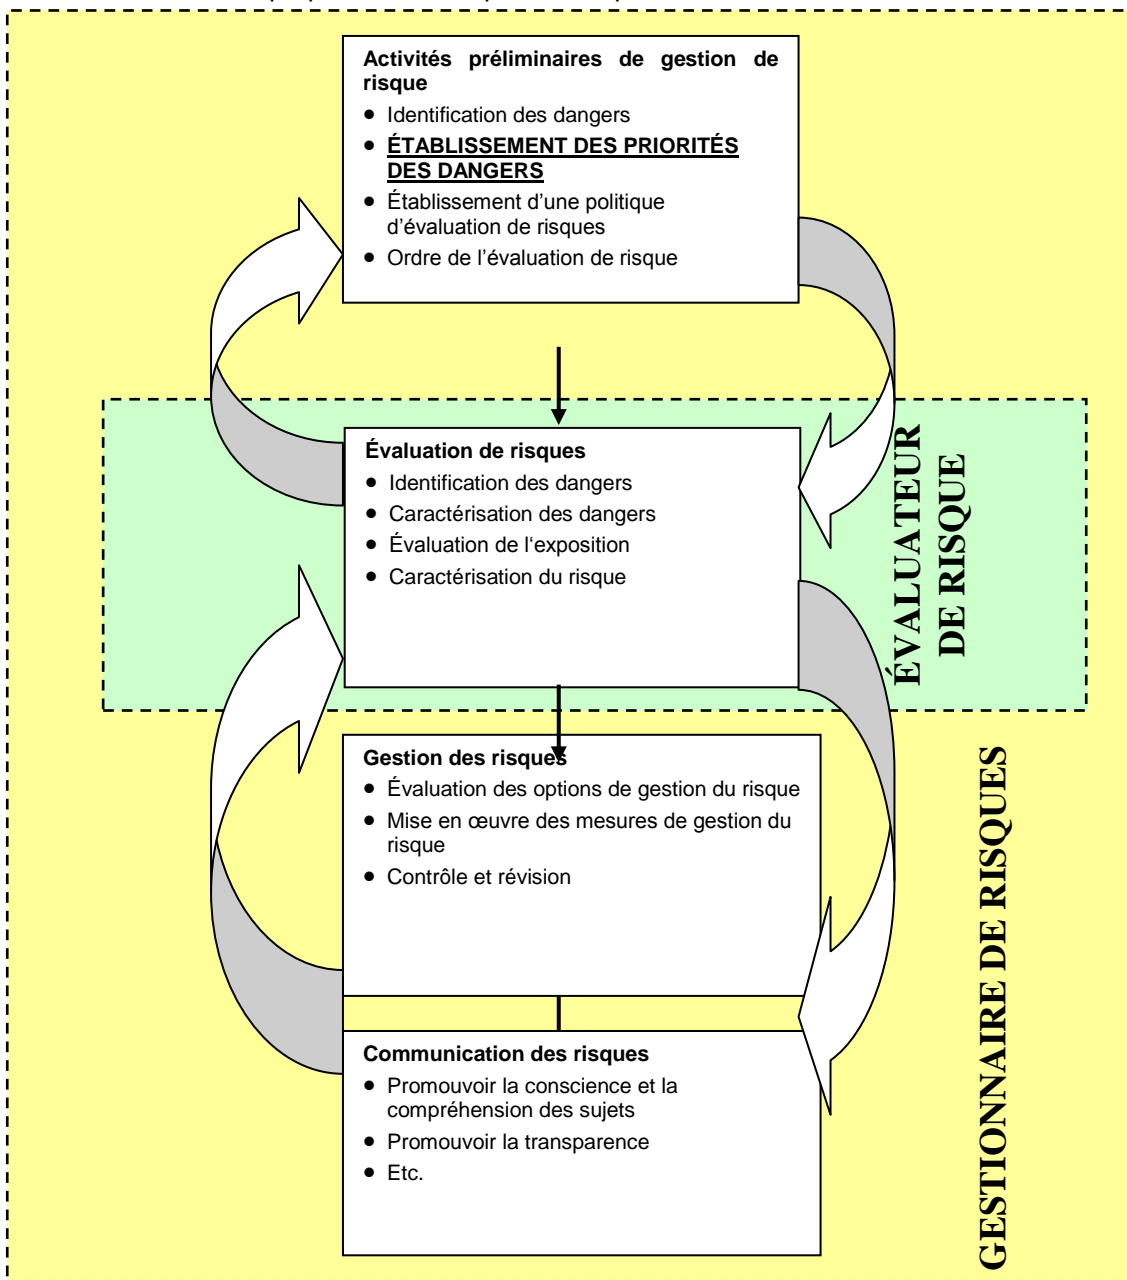 Activités préliminaires de gestion de
risque
• Identification des dangers
• ÉTABLISSEMENT DES PRIORITÉS
DES DANGERS
• Établissement d'une politique
d'évaluation de risques
• Ordre de l'évaluation de risque
Évaluation de risques
• Identification des dangers
• Caractérisation des dangers
• Évaluation de l'exposition
• Caractérisation du risque
ÉVALUATEUR
DE RISQUE
Gestion des risques
• Évaluation des options de gestion du risque
• Mise en œuvre des mesures de gestion du
risque
• Contrôle et révision
Communication des risques
• Promouvoir la conscience et la
compréhension des sujets
• Promouvoir la transparence
• Etc.
GESTIONNAIRE DE RISQUES